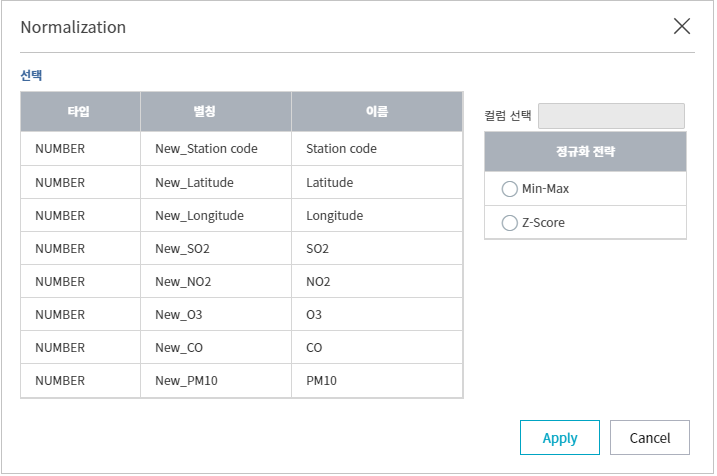 Normalization
선택
타입 별칭 이름
NUMBER New_Station code Station code
NUMBER New_Latitude Latitude
NUMBER New_Longitude Longitude
NUMBER New_SO2 SO2
NUMBER New_NO2 NO2
NUMBER New_O3 O3
NUMBER New_CO CO
NUMBER New_PM10 PM10
컬럼 선택
정규화 전략
Min-Max
Z-Score
Apply Cancel